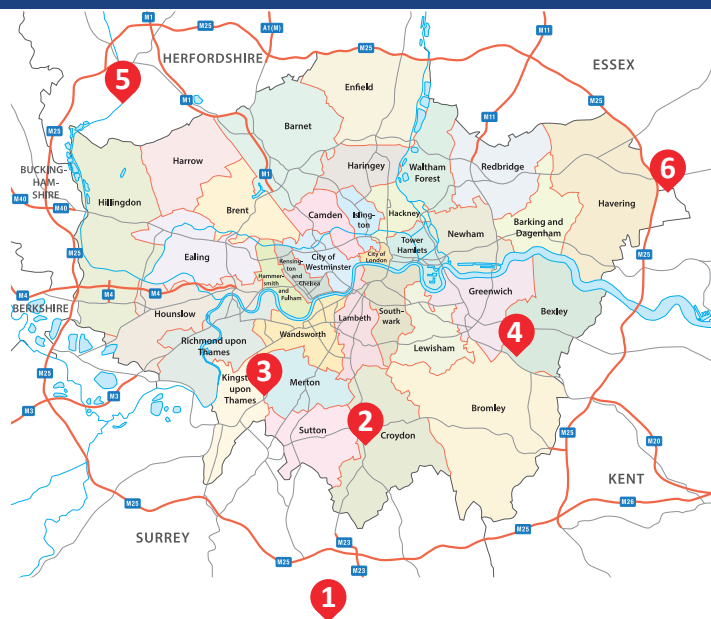 M1
M25
A1(M)
M11
HERFORDSHIRE
M25
ESSEX
5
Enfield
M1
M25
M11
Barnet
M25
Harrow
Haringey
Waltham
Forest
Redbridge
6
BUCKING-
HAM-
SHIRE
M1
Havering
M40
Hillingdon
Brent
Camden
Isling-
ton
Hackney
M40
Barking and
Dagenham
Newham
Tower
Hamlets
M25
Ealing
City of
Westminster
City of
London
M25
Kensing-
ton
and
Chelsea
Hammer-
smith
and
Fulham
Greenwich
M4
M4
M4
BERKSHIRE
Hounslow
Lambeth
South-
wark
Bexley
Richmond upon
Thames
Wandsworth
4
Lewisham
M25
3
Kingston
upon
Thames
Merton
M3
M3
2
Bromley
Sutton
Croydon
M25
M20
KENT
M25
M26
M25
SURREY
M23
M25
M23
1